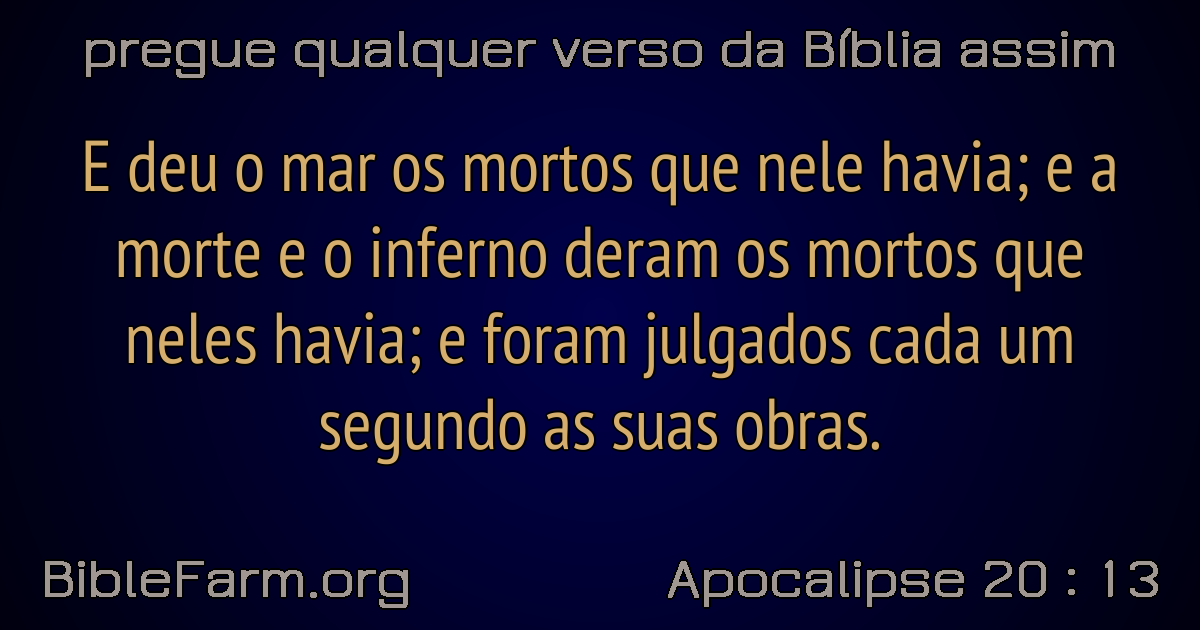 pregue qualquer verso da Bíblia assim
E deu o mar os mortos que nele havia; e a
morte e o inferno deram os mortos que
neles havia; e foram julgados cada um
segundo as suas obras.
BibleFarm.org
Apocalipse 20 : 13